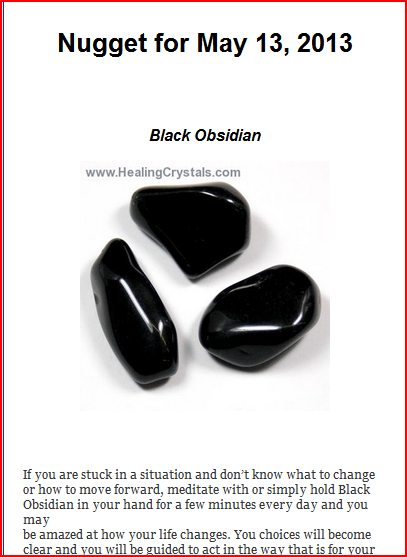 Nugget for May 13, 2013
Black Obsidian
www.HealingCrystals.com
If you are stuck in a situation and don't know what to change
or how to move forward, meditate with or simply hold Black
Obsidian in your hand for a few minutes every day and you
may
be amazed at how your life changes. You choices will become
clear and you will be guided to act in the way that is for your